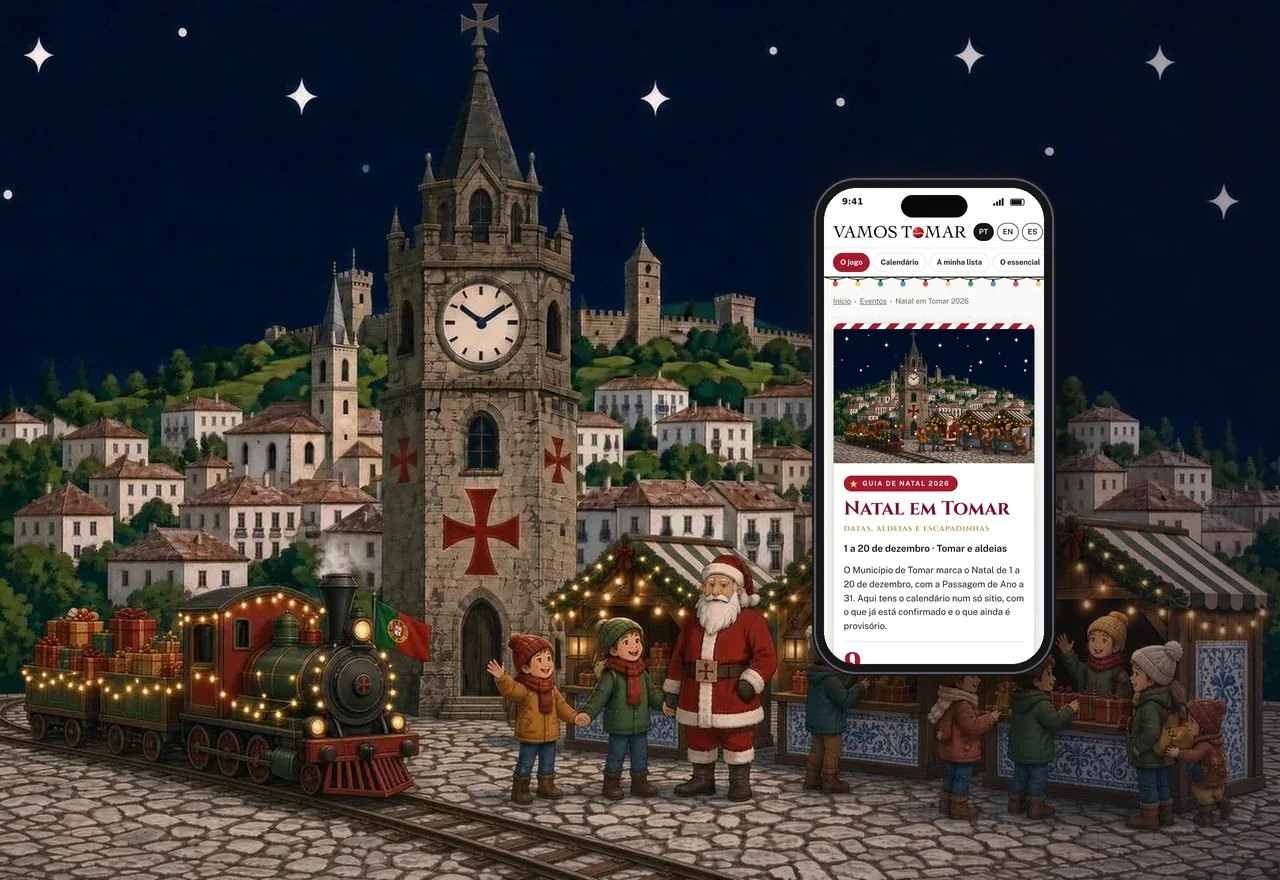 9:41
VAMOS TOMAR PT EN ES
O jogo Calendário A minha lista O essencial
Início › Eventos › Natal em Tomar 2026
GUIA DE NATAL 2026
NATAL EM TOMAR
DATAS, ALDEIAS E ESCAPADINHAS
1 a 20 de dezembro · Tomar e aldeias
O Município de Tomar marca o Natal de 1 a
20 de dezembro, com a Passagem de Ano a
31. Aqui tens o calendário num só sítio, com
o que já está confirmado e o que ainda é
provisório.